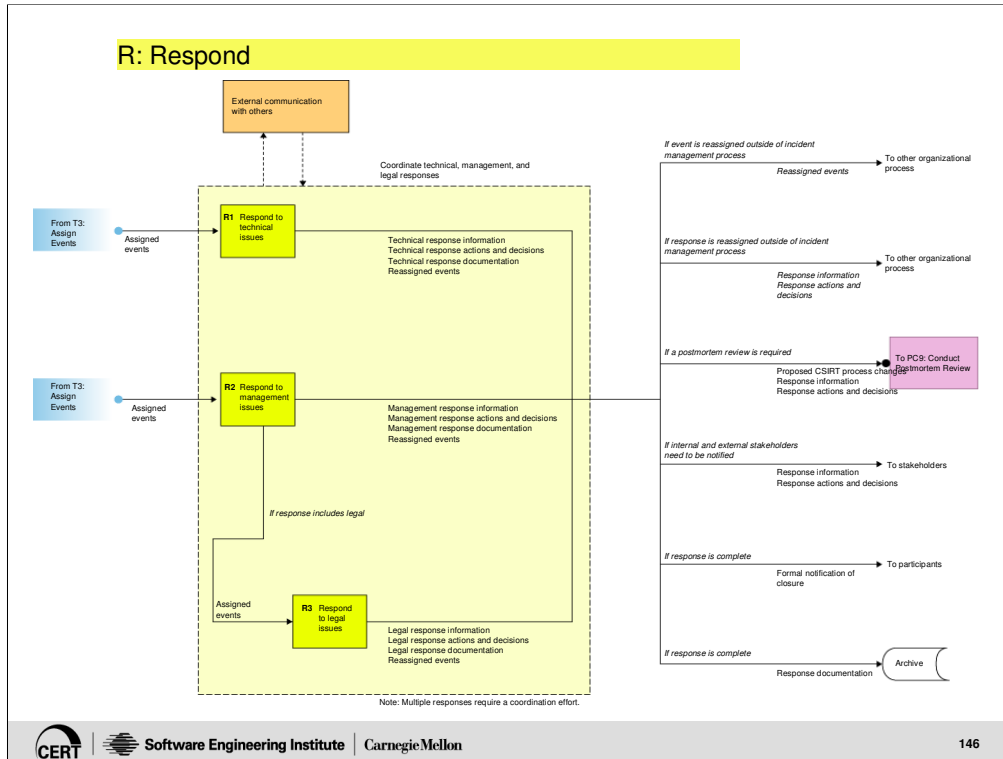 R: Respond
External communication
with others
Coordinate technical, management, and
legal responses
From T3:
Assign
Events
Assigned
events
R1 Respond to
technical
issues
Technical response information
Technical response actions and decisions
Technical response documentation
Reassigned events
From T3:
Assign
Events
Assigned
events
R2 Respond to
management
issues
Management response information
Management response actions and decisions
Management response documentation
Reassigned events
If response includes legal
Assigned
events
R3 Respond
to legal
issues
Legal response information
Legal response actions and decisions
Legal response documentation
Reassigned events
Note: Multiple responses require a coordination effort.
If event is reassigned outside of incident
management process
Reassigned events
To other organizational
process
If response is reassigned outside of incident
management process
Response information
Response actions and
decisions
To other organizational
process
If a postmortem review is required
Proposed CSIRT process changes
Response information
Response actions and decisions
To PC9: Conduct
Postmortem Review
If internal and external stakeholders
need to be notified
Response information
Response actions and decisions
To stakeholders
If response is complete
Formal notification of
closure
To participants
If response is complete
Response documentation
Archive
CERT
Software Engineering Institute
Carnegie Mellon
146